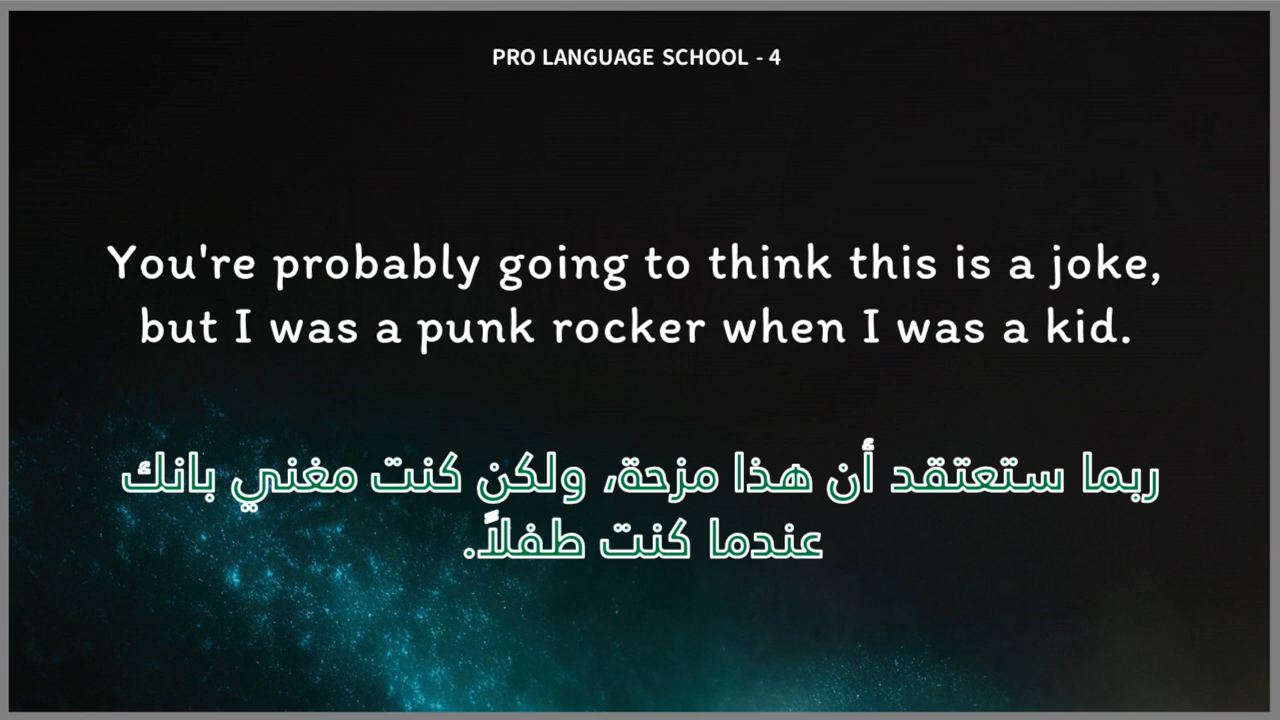 PRO LANGUAGE SCHOOL - 4
You're probably going to think this is a joke,
but I was a punk rocker when I was a kid.
ربما ستعتقد أن هذا مزحة، ولكن كنت مغني بانك
عندما كنت طفلاً.